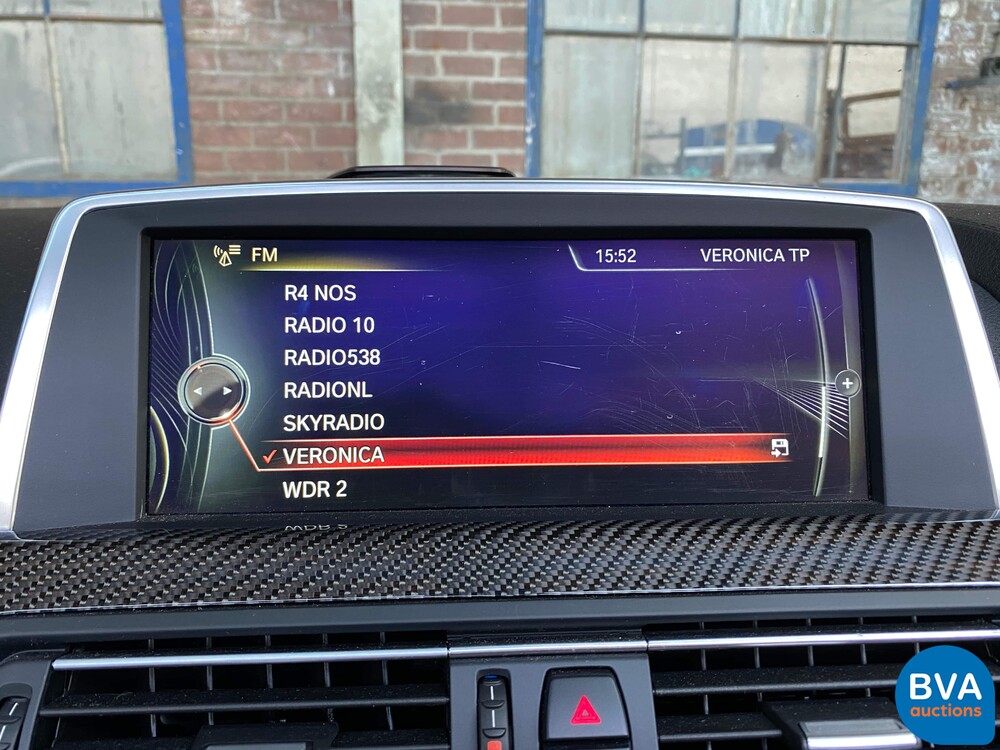 FM 15:52 VERONICA TP
R4 NOS
RADIO 10
RADIO538
RADIONL
SKYRADIO
VERONICA
WDR 2
BVA
auctions